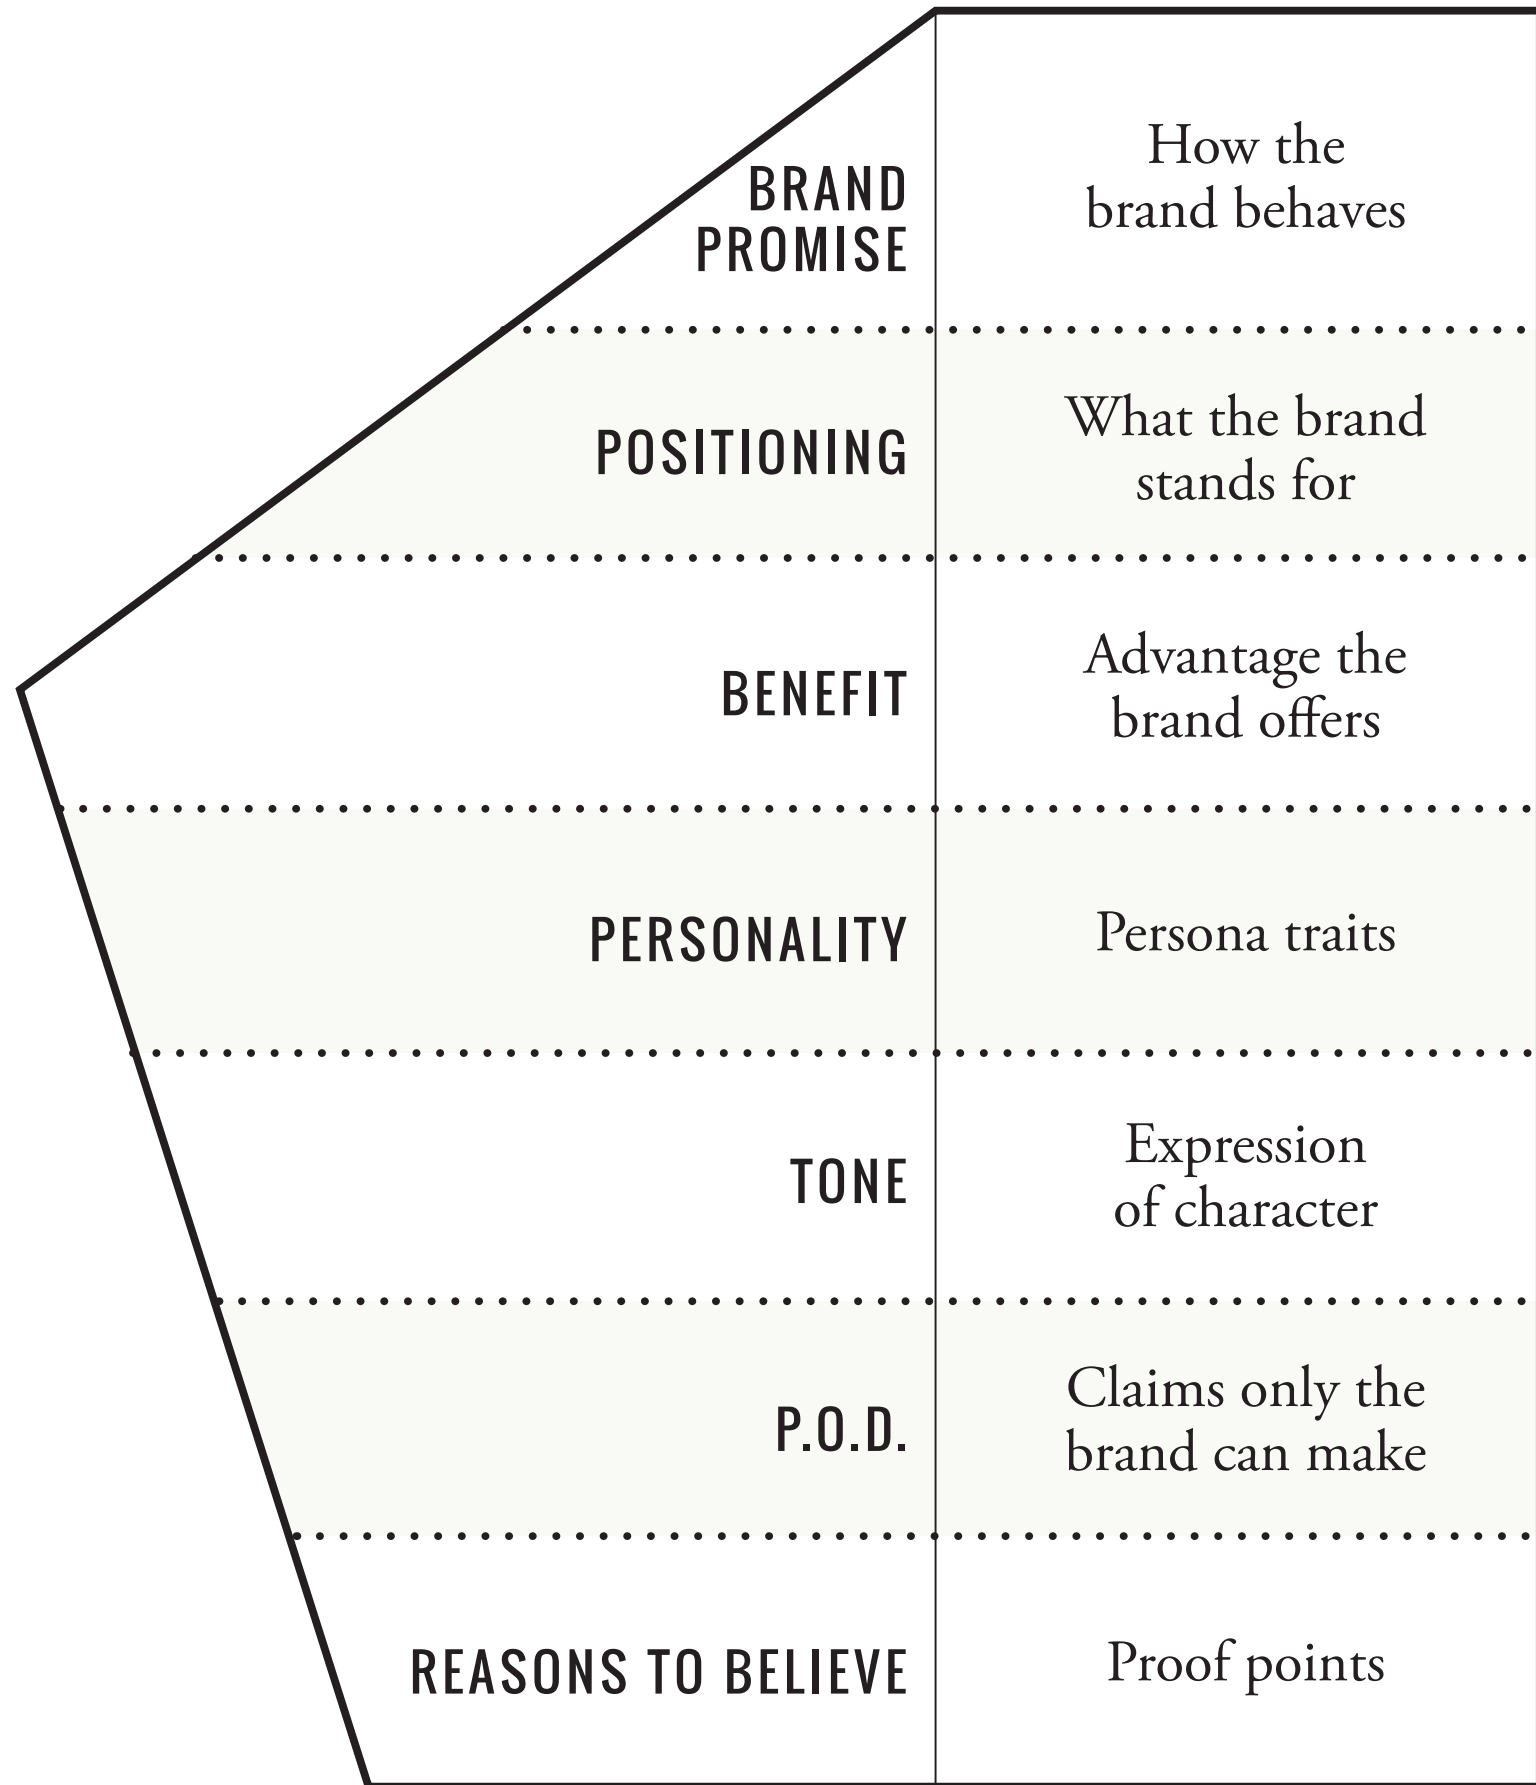 BRAND
PROMISE
How the
brand behaves
POSITIONING
What the brand
stands for
BENEFIT
Advantage the
brand offers
PERSONALITY
Persona traits
TONE
Expression
of character
P.O.D.
Claims only the
brand can make
REASONS TO BELIEVE
Proof points